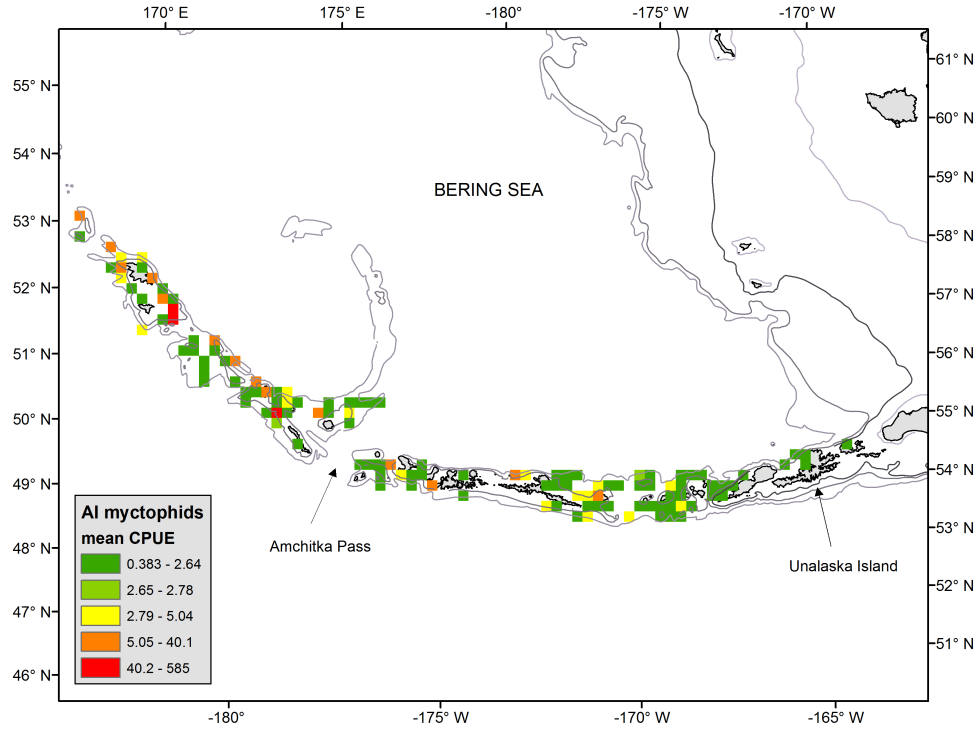 170° E 175° E -180° -175° W -170° W
55° N
54° N
53° N
52° N
51° N
50° N
49° N
48° N
47° N
46° N
61° N
60° N
59° N
58° N
57° N
56° N
55° N
54° N
53° N
52° N
51° N
BERING SEA
Amchitka Pass
Unalaska Island
AI myctophids
mean CPUE
0.383 - 2.64
2.65 - 2.78
2.79 - 5.04
5.05 - 40.1
40.2 - 585
-180° -175° W -170° W -165° W